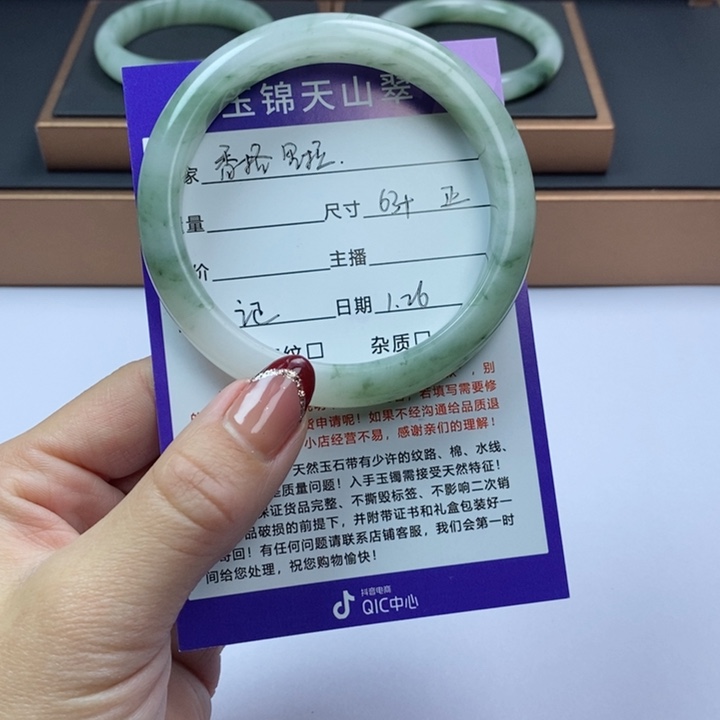 玉锦天山翠
家 香格里拉.
量 尺寸 63+ 正
价 主播
记 日期 1.26
纹□ 杂质□
，别
若填写需要修
货申请呢！如果不经沟通给品质退
小店经营不易，感谢亲们的理解！
天然玉石带有少许的纹路、棉、水线、
质量问题！入手玉镯需接受天然特征！
保证货品完整、不撕毁标签、不影响二次销
品破损的前提下，并附带证书和礼盒包装好一
寄回！有任何问题请联系店铺客服，我们会第一时
间给您处理，祝您购物愉快！
抖音电商
QIC中心